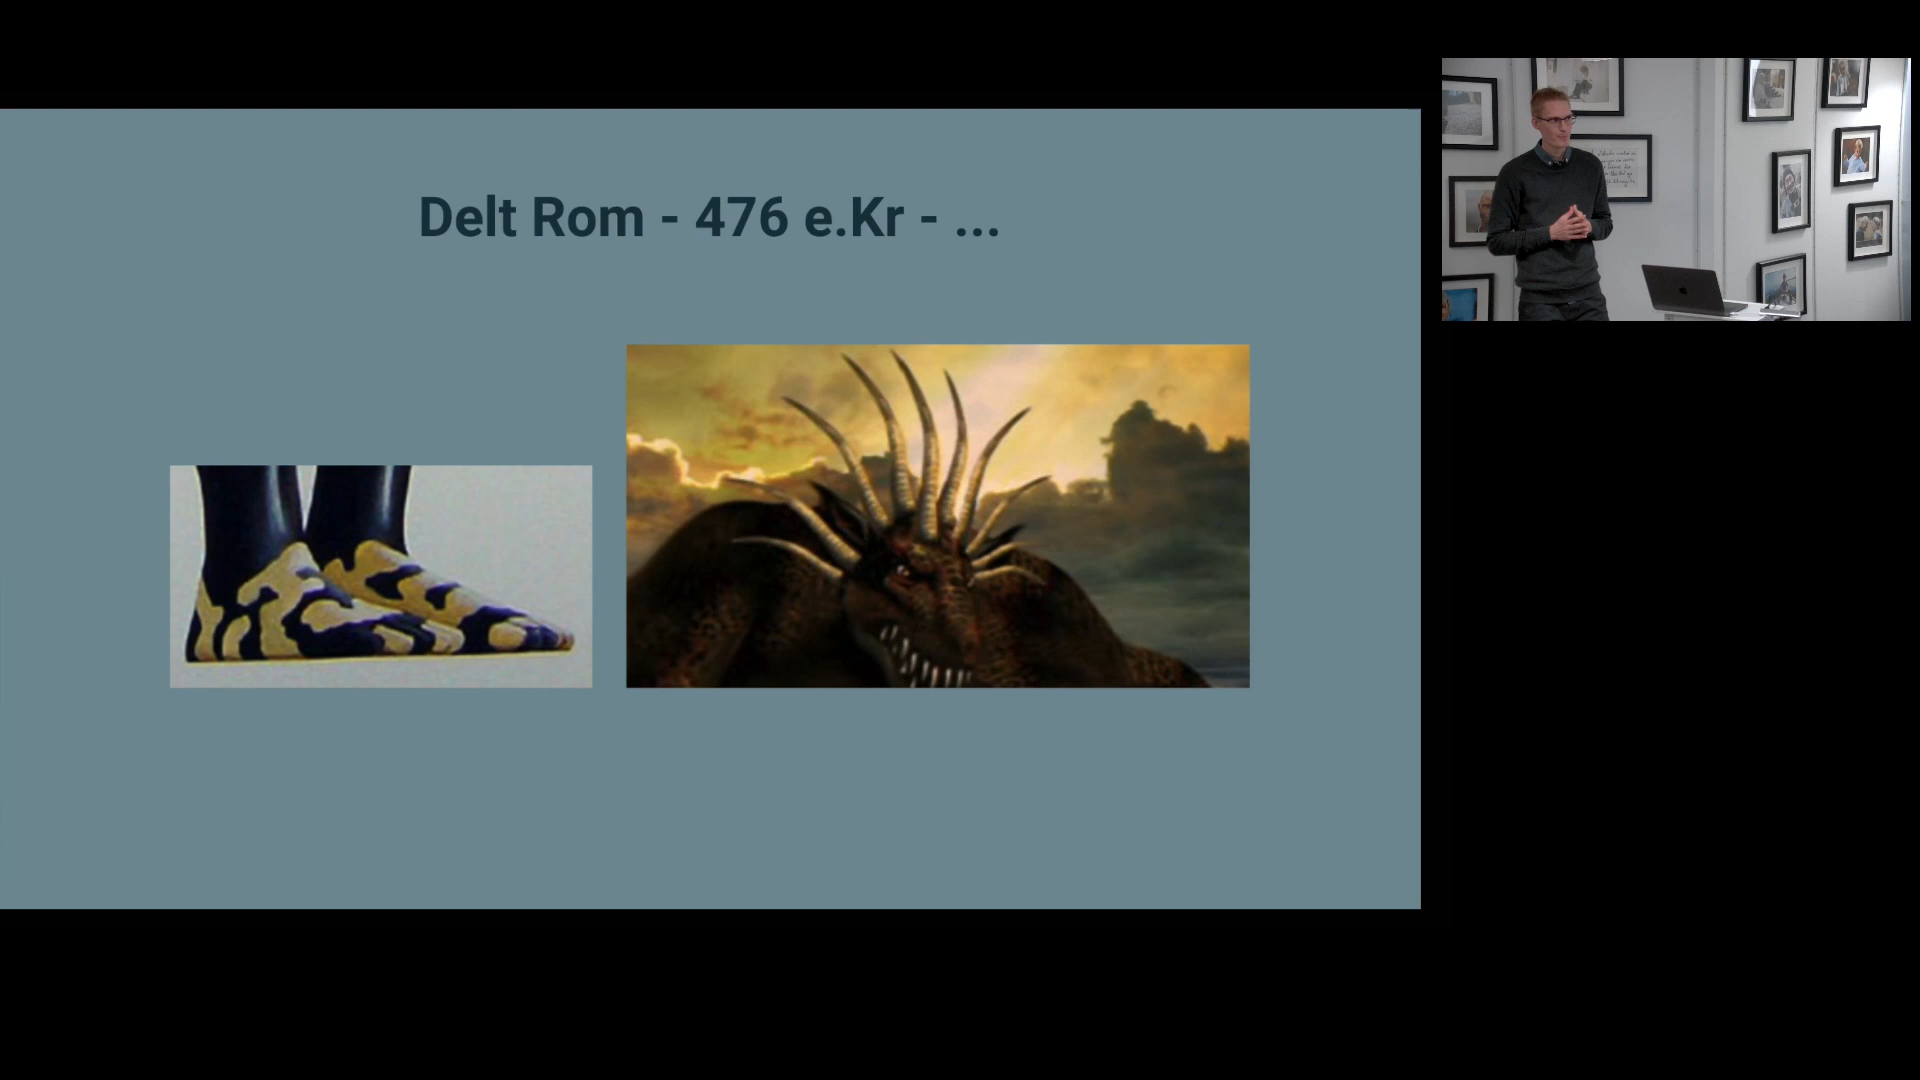 Delt Rom - 476 e.Kr - ...